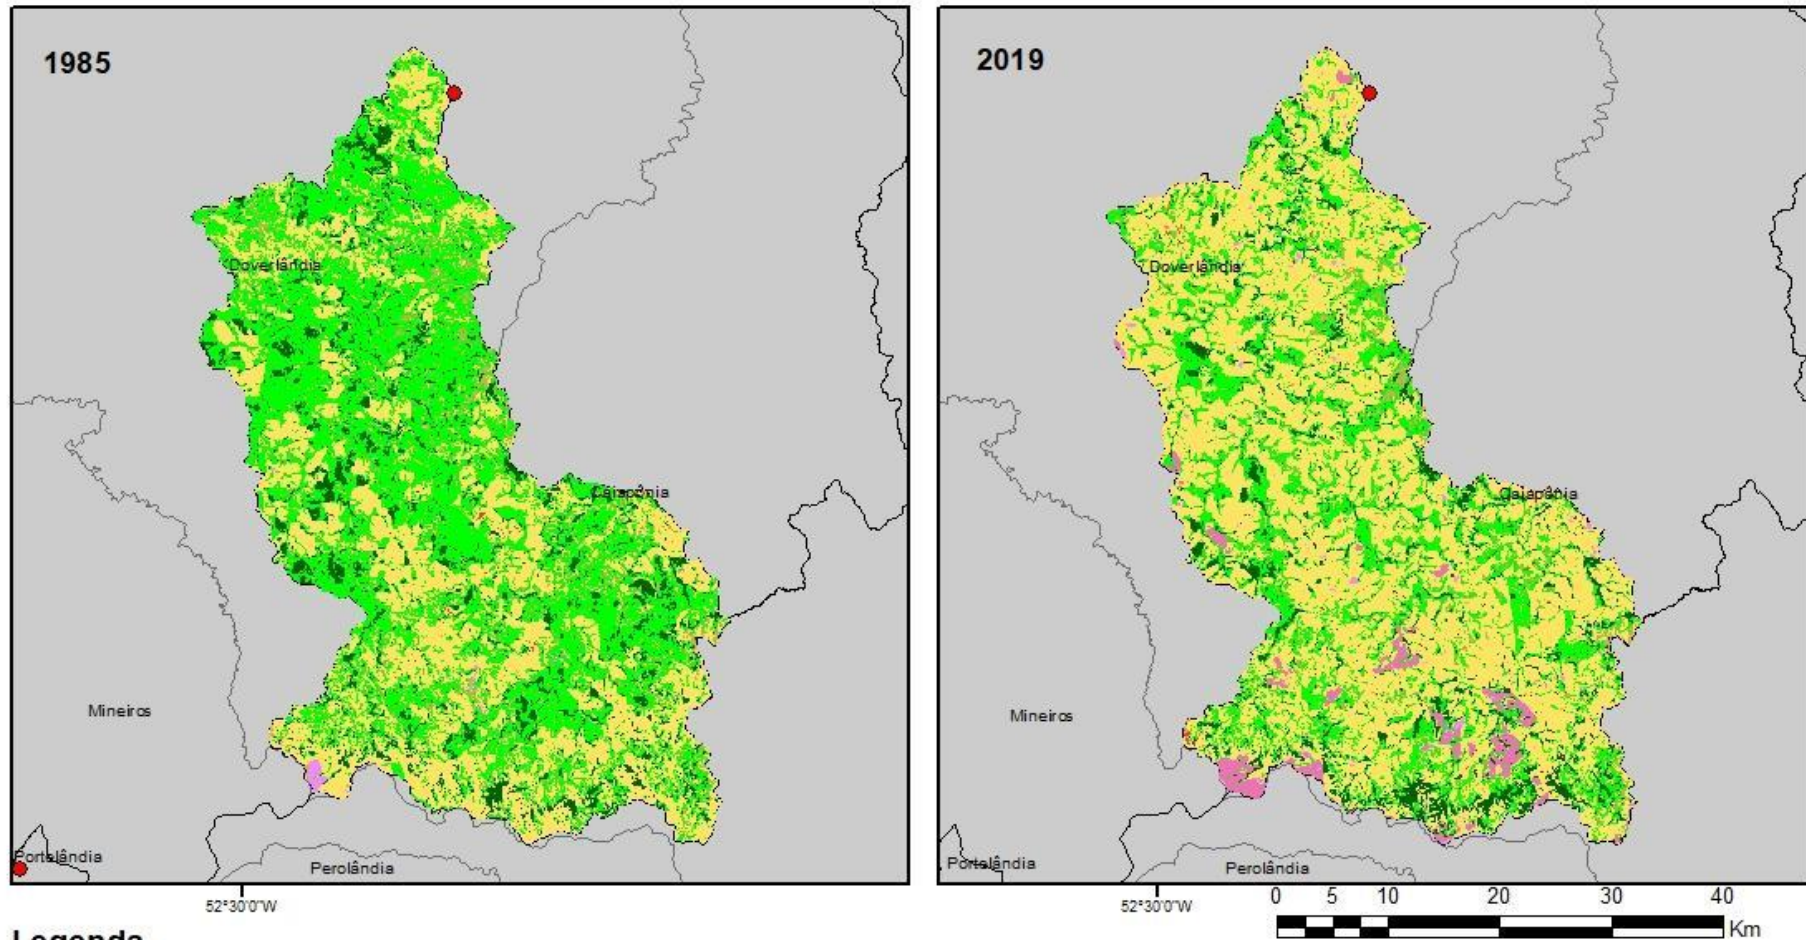 1985
2019
Doverlândia
Doverlândia
Caiapônia
Caiapônia
Mineiros
Mineiros
Portelândia
Perolândia
Portelândia
Perolândia
52°30'0"W
52°30'0"W
0 5 10 20 30 40
Km
Legenda